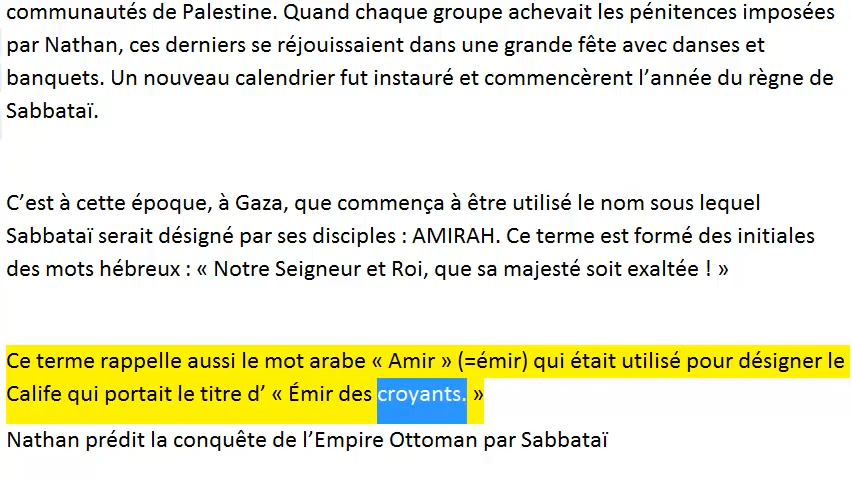 communautés de Palestine. Quand chaque groupe achevait les pénitences imposées
par Nathan, ces derniers se réjouissaient dans une grande fête avec danses et
banquets. Un nouveau calendrier fut instauré et commencèrent l’année du règne de
Sabbataï.
C’est à cette époque, à Gaza, que commença à être utilisé le nom sous lequel
Sabbataï serait désigné par ses disciples : AMIRAH. Ce terme est formé des initiales
des mots hébreux : « Notre Seigneur et Roi, que sa majesté soit exaltée ! »
Ce terme rappelle aussi le mot arabe « Amir » (=émir) qui était utilisé pour désigner le
Calife qui portait le titre d’ « Émir des croyants. »
Nathan prédit la conquête de l’Empire Ottoman par Sabbataï